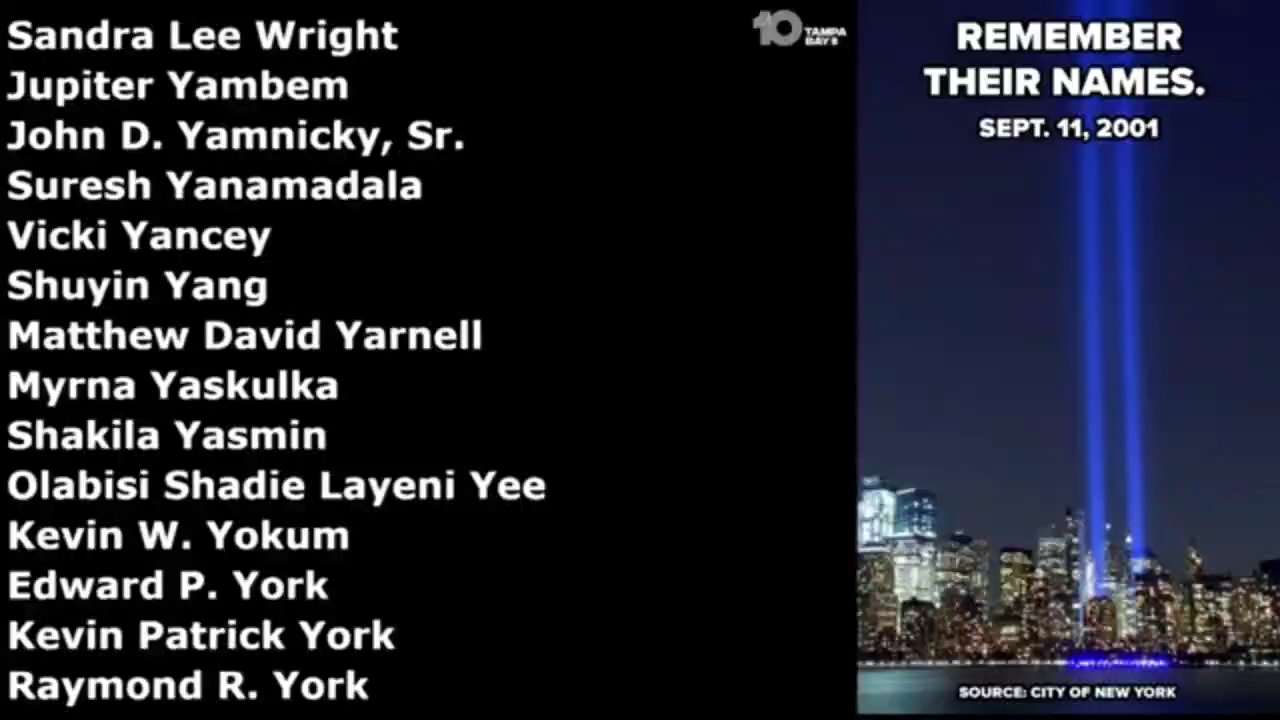 Sandra Lee Wright
Jupiter Yambem
John D. Yamnicky, Sr.
Suresh Yanamadala
Vicki Yancey
Shuyin Yang
Matthew David Yarnell
Myrna Yaskulka
Shakila Yasmin
Olabisi Shadie Layeni Yee
Kevin W. Yokum
Edward P. York
Kevin Patrick York
Raymond R. York
10 TAMPA
BAY
REMEMBER
THEIR NAMES.
SEPT. 11, 2001
SOURCE: CITY OF NEW YORK